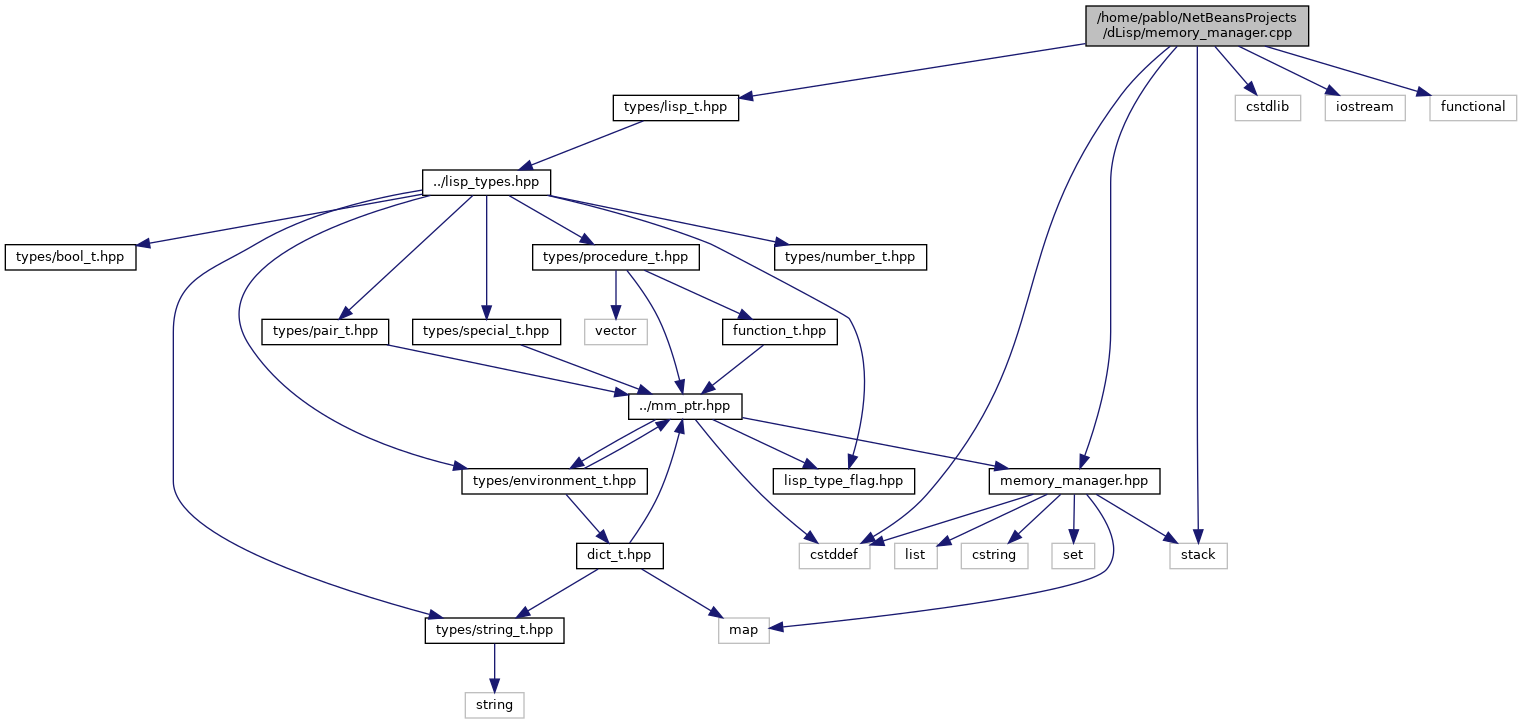 /home/pablo/NetBeansProjects
/dLisp/memory_manager.cpp
types/lisp_t.hpp
cstdlib
iostream
functional
../lisp_types.hpp
types/bool_t.hpp
types/procedure_t.hpp
types/number_t.hpp
types/pair_t.hpp
types/special_t.hpp
vector
function_t.hpp
../mm_ptr.hpp
types/environment_t.hpp
lisp_type_flag.hpp
memory_manager.hpp
dict_t.hpp
cstddef
list
cstring
set
stack
types/string_t.hpp
map
string